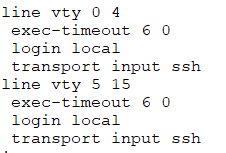 line vty 0 4
 exec-timeout 6 0
 login local
 transport input ssh
line vty 5 15
 exec-timeout 6 0
 login local
 transport input ssh